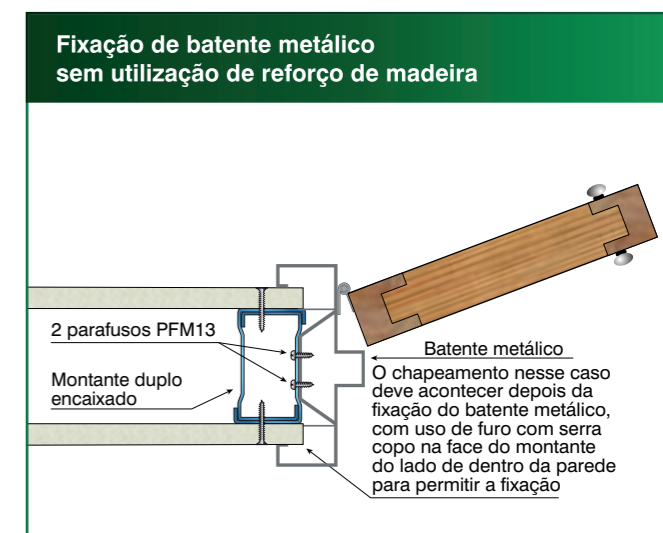 Fixação de batente metálico
sem utilização de reforço de madeira
2 parafusos PFM13
Montante duplo
encaixado
Batente metálico
O chapeamento nesse caso
deve acontecer depois da
fixação do batente metálico,
com uso de furo com serra
copo na face do montante
do lado de dentro da parede
para permitir a fixação